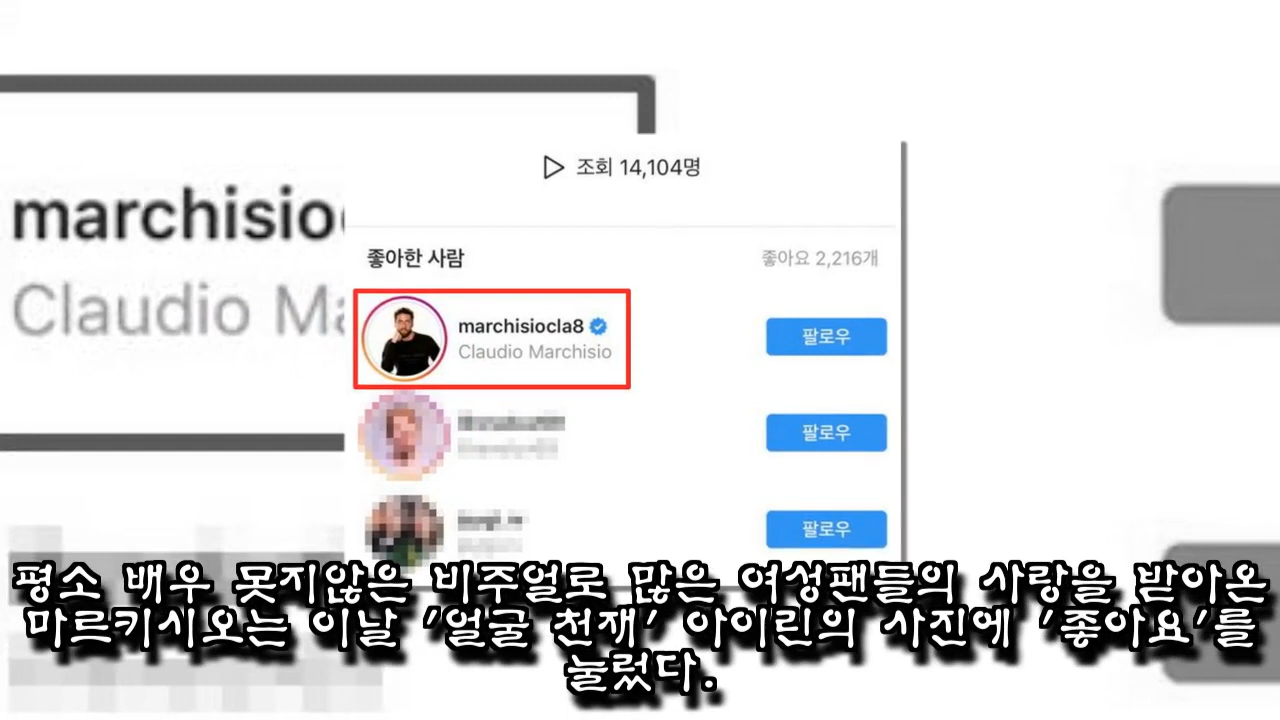 marchisio
Claudio Ma
조회 14,104명
좋아한 사람
좋아요 2,216개
marchisiocla8
Claudio Marchisio
팔로우
팔로우
팔로우
평소 배우 못지않은 비주얼로 많은 여성팬들의 사랑을 받아온
마르키시오는 이날 '얼굴 천재' 아이린의 사진에 '좋아요'를
눌렀다.